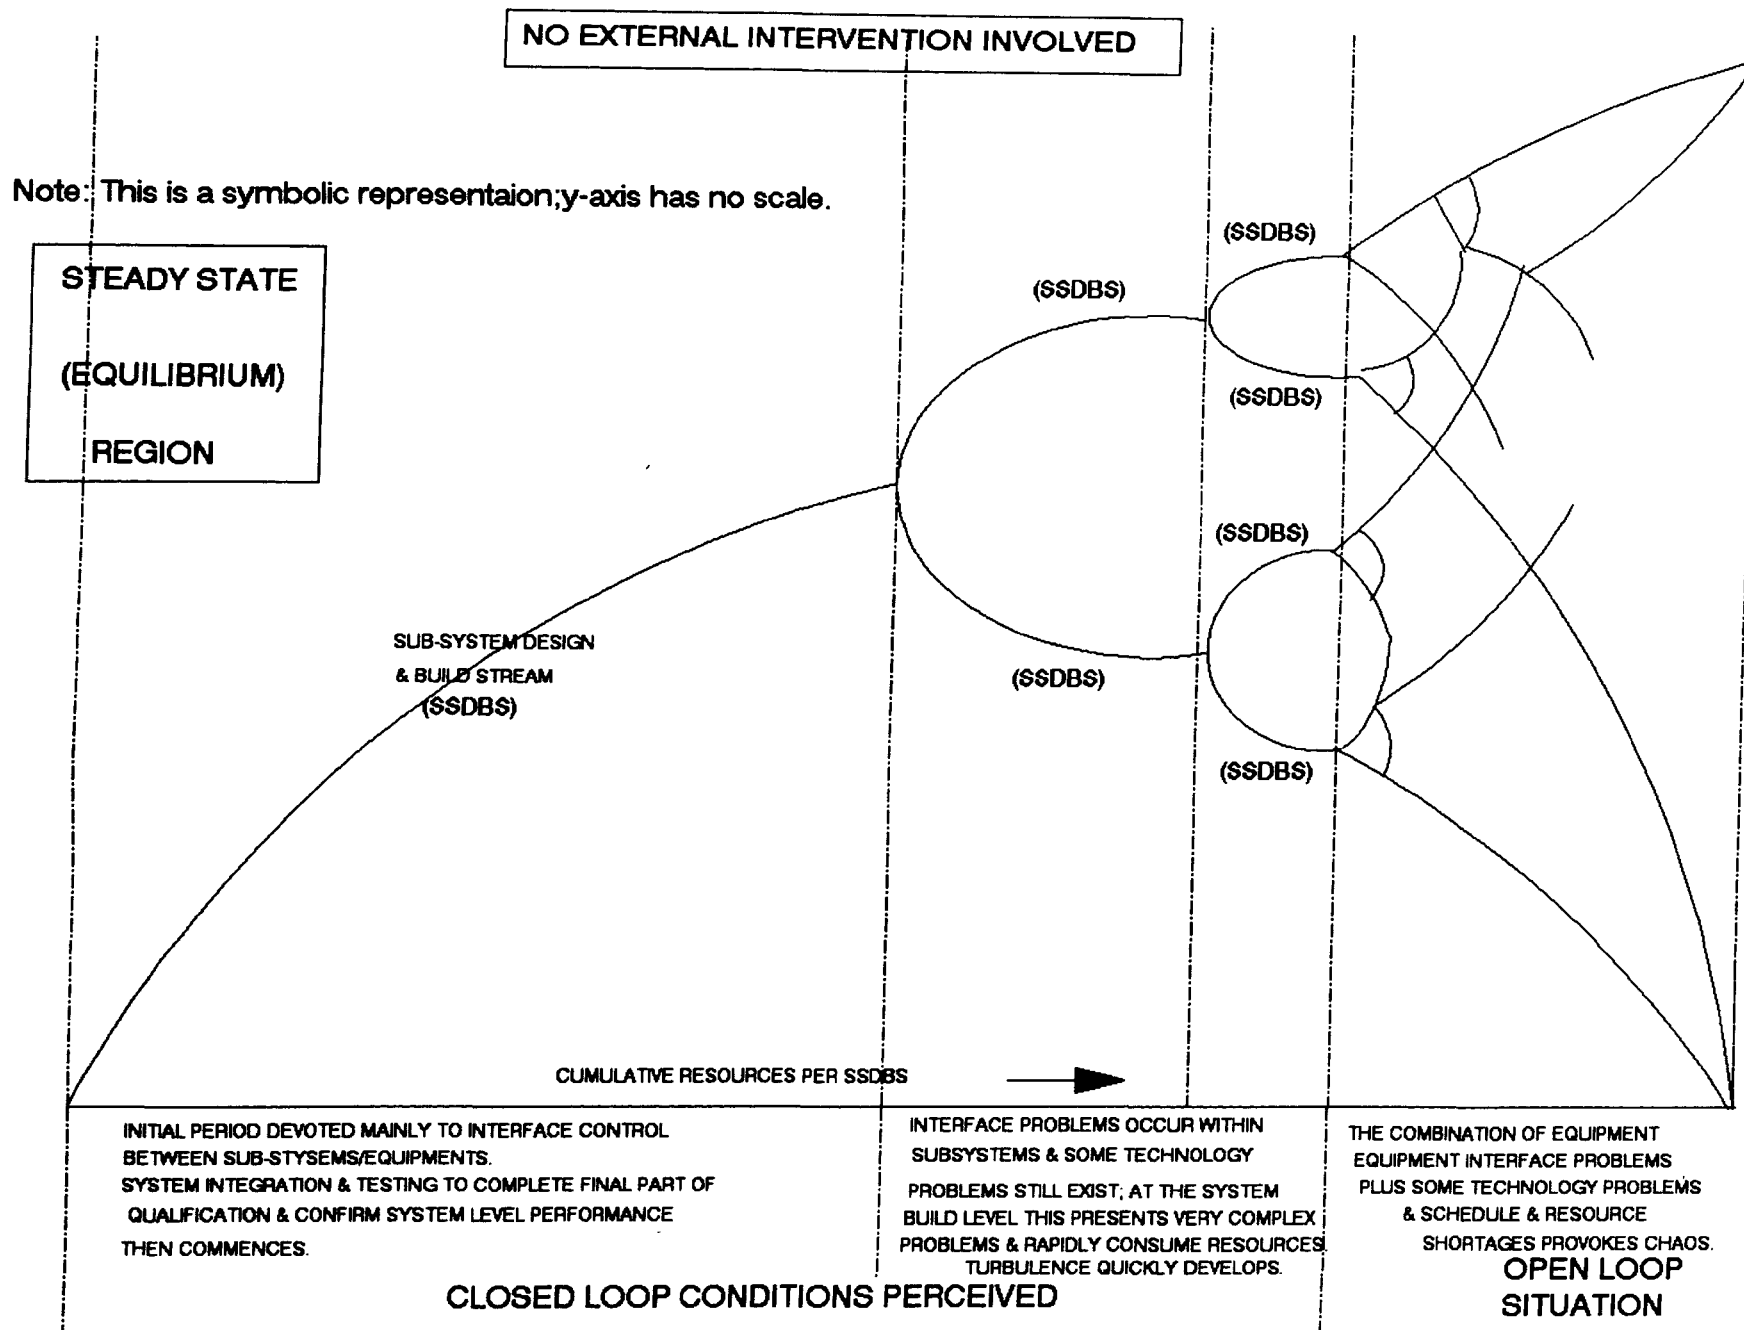 NO EXTERNAL INTERVENTION INVOLVED
Note: This is a symbolic representaion;y-axis has no scale.
STEADY STATE
(EQUILIBRIUM)
REGION
(SSDBS)
(SSDBS)
(SSDBS)
(SSDBS)
SUB-SYSTEM DESIGN
& BUILD STREAM
(SSDBS)
(SSDBS)
(SSDBS)
CUMULATIVE RESOURCES PER SSDBS
INITIAL PERIOD DEVOTED MAINLY TO INTERFACE CONTROL
BETWEEN SUB-STYSEMS/EQUIPMENTS.
SYSTEM INTEGRATION & TESTING TO COMPLETE FINAL PART OF
QUALIFICATION & CONFIRM SYSTEM LEVEL PERFORMANCE
THEN COMMENCES.
INTERFACE PROBLEMS OCCUR WITHIN
SUBSYSTEMS & SOME TECHNOLOGY
PROBLEMS STILL EXIST; AT THE SYSTEM
BUILD LEVEL THIS PRESENTS VERY COMPLEX
PROBLEMS & RAPIDLY CONSUME RESOURCES.
TURBULENCE QUICKLY DEVELOPS.
THE COMBINATION OF EQUIPMENT
EQUIPMENT INTERFACE PROBLEMS
PLUS SOME TECHNOLOGY PROBLEMS
& SCHEDULE & RESOURCE
SHORTAGES PROVOKES CHAOS.
CLOSED LOOP CONDITIONS PERCEIVED
OPEN LOOP
SITUATION